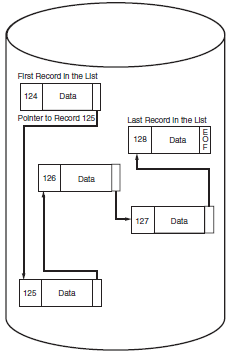 First Record in the List
124 Data
Pointer to Record 125
Last Record in the List
128 Data EOF
126 Data
127 Data
125 Data